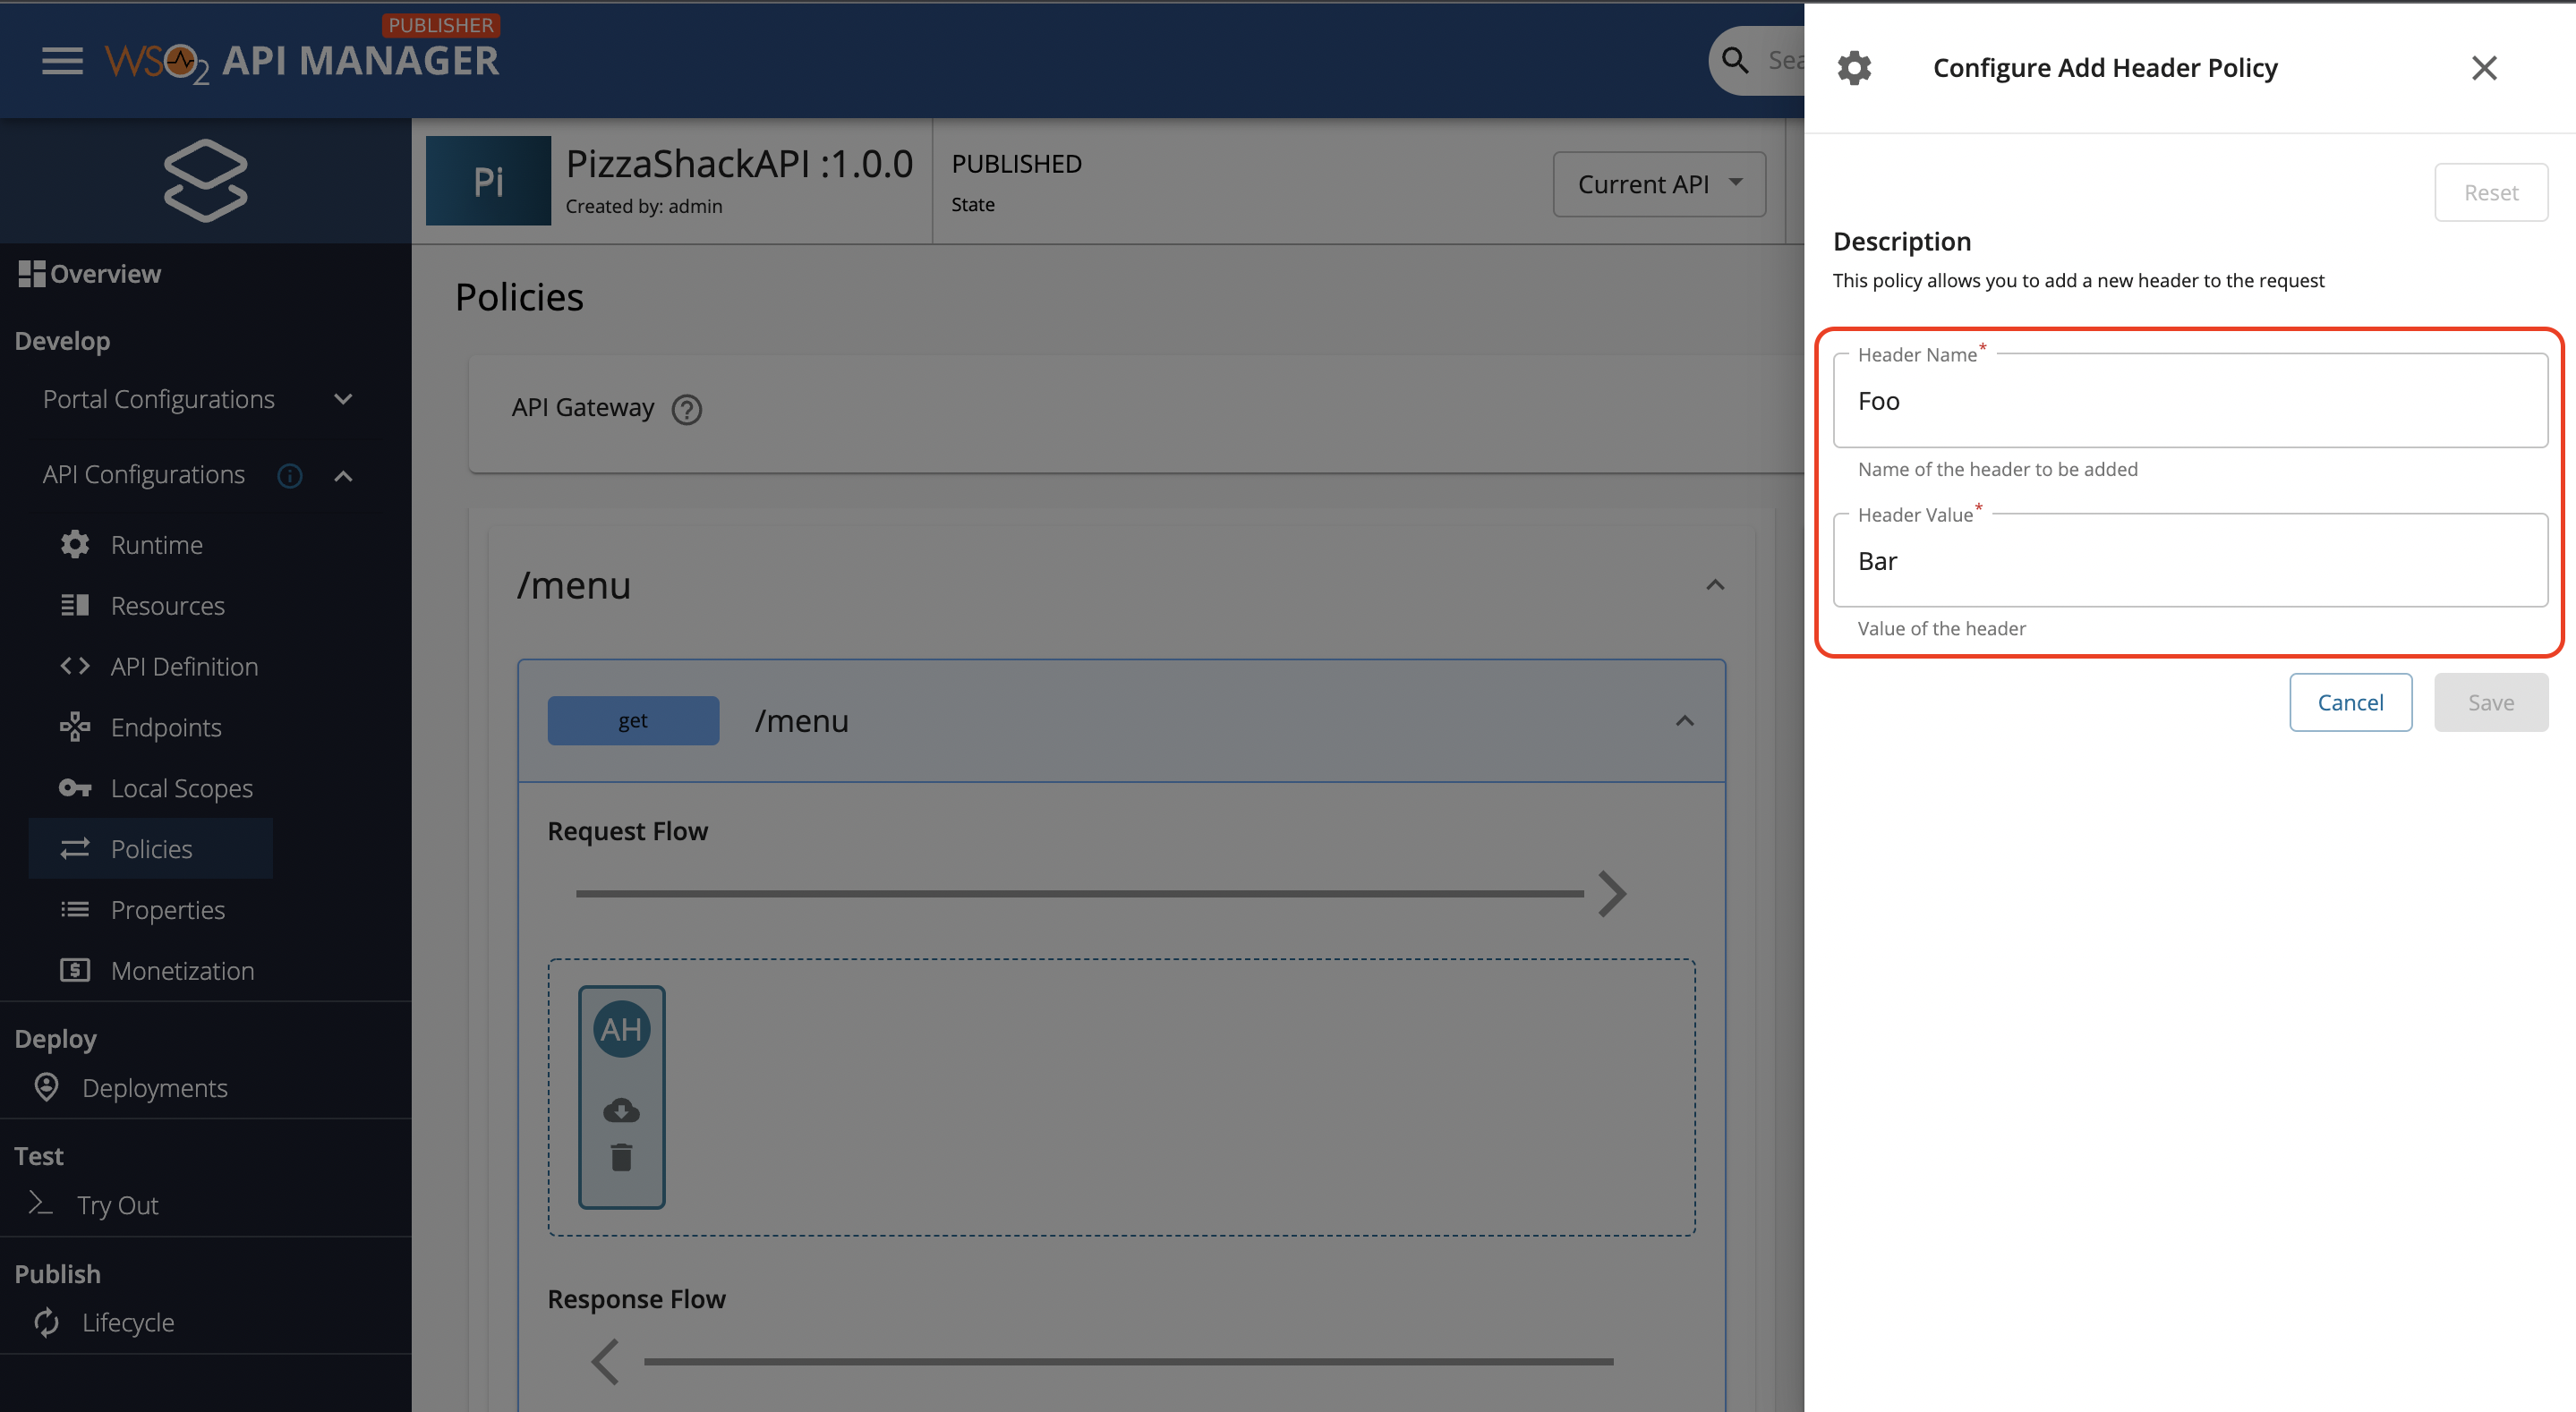 PUBLISHER
WSO2 API MANAGER
Sea
Configure Add Header Policy
Pi
PizzaShackAPI :1.0.0
Created by: admin
PUBLISHED
State
Current API
Reset
Description
This policy allows you to add a new header to the request
Header Name*
Foo
Name of the header to be added
Header Value*
Bar
Value of the header
Cancel
Save
Overview
Develop
Portal Configurations
API Configurations
Runtime
Resources
API Definition
Endpoints
Local Scopes
Policies
Properties
Monetization
Deploy
Deployments
Test
Try Out
Publish
Lifecycle
Policies
API Gateway
/menu
get
/menu
Request Flow
AH
Response Flow